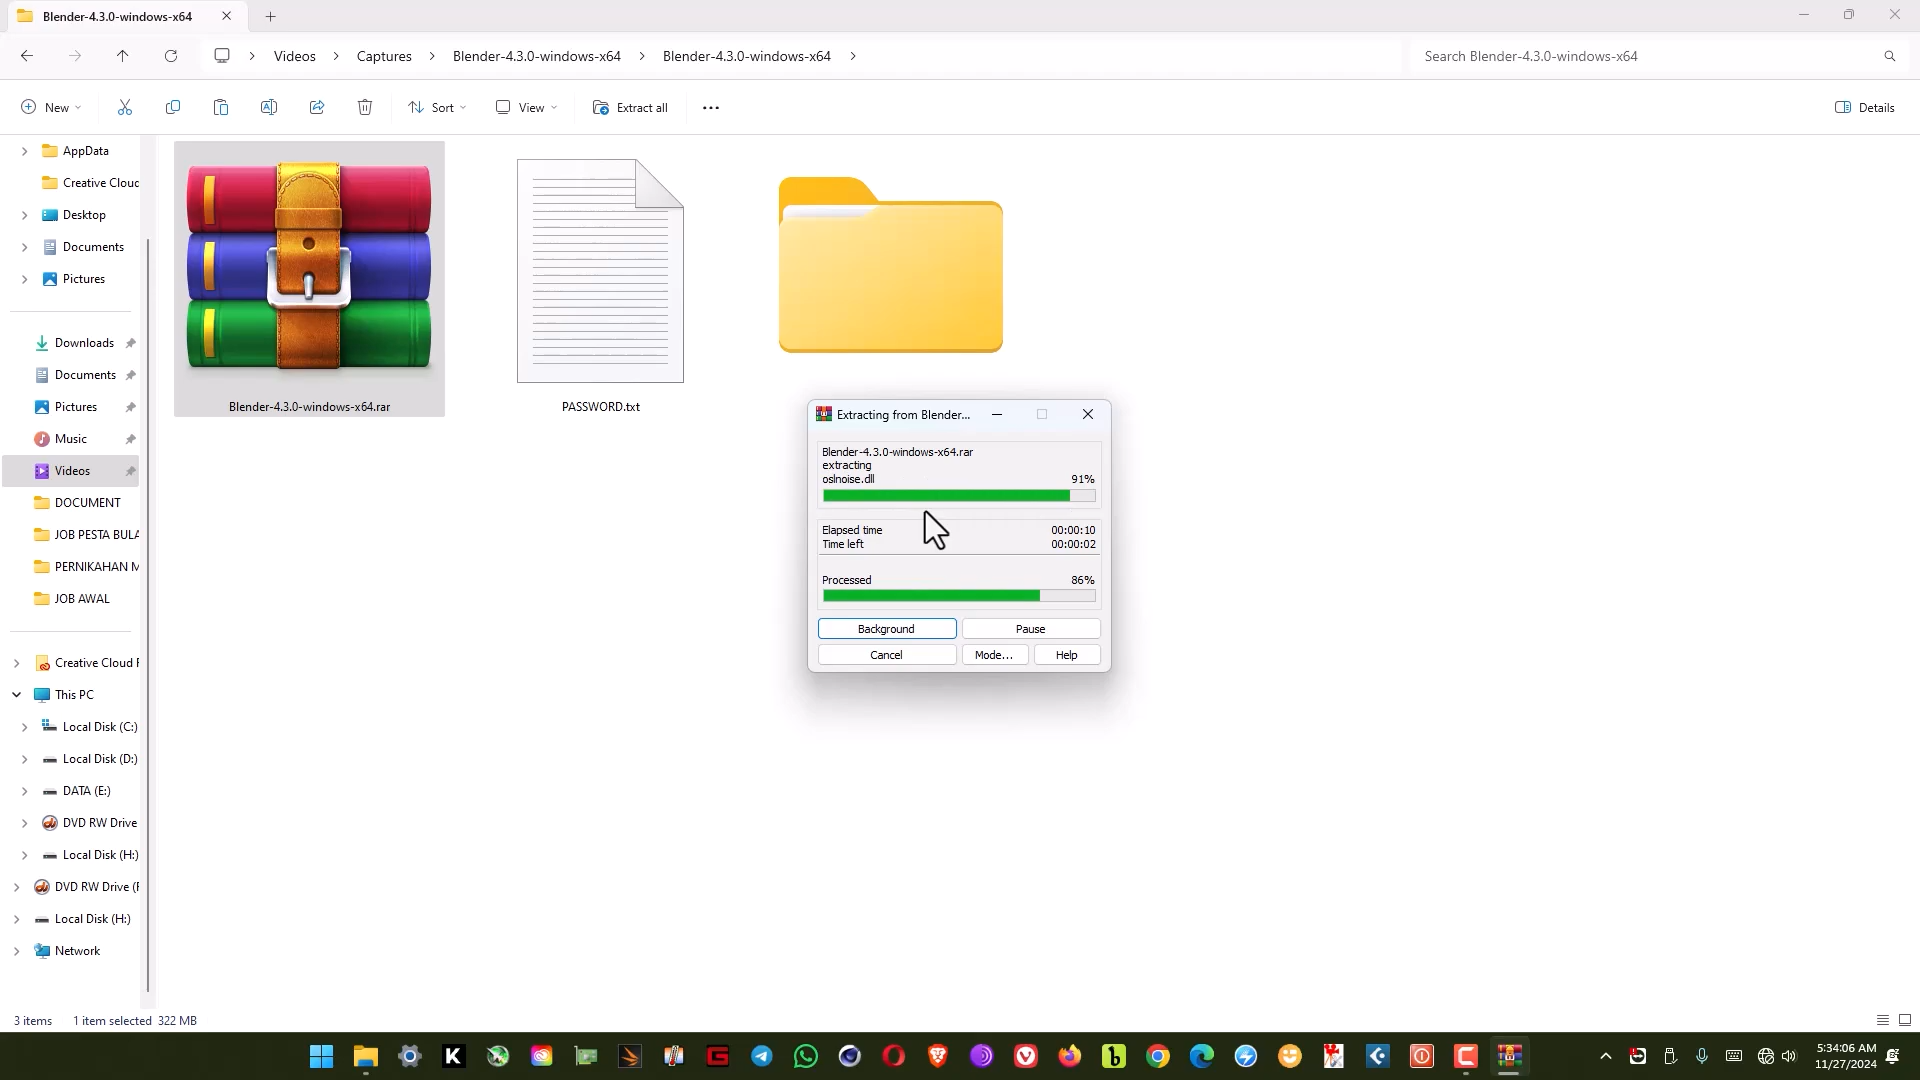 Blender-4.3.0-windows-x64
Videos
Captures
Blender-4.3.0-windows-x64
Blender-4.3.0-windows-x64
Search Blender-4.3.0-windows-x64
New
Sort
View
Extract all
Details
AppData
Creative Cloud
Desktop
Documents
Pictures
Downloads
Documents
Pictures
Music
Videos
DOCUMENT
JOB PESTA BULA
PERNIKAHAN M
JOB AWAL
Creative Cloud F
This PC
Local Disk (C:)
Local Disk (D:)
DATA (E:)
DVD RW Drive
Local Disk (H:)
DVD RW Drive (F
Local Disk (H:)
Network
Blender-4.3.0-windows-x64.rar
PASSWORD.txt
Extracting from Blender...
Blender-4.3.0-windows-x64.rar
extracting
oslnoise.dll 91%
Elapsed time 00:00:10
Time left 00:00:02
Processed 86%
Background
Pause
Cancel
Mode...
Help
3 items
1 item selected 322 MB
5:34:06 AM
11/27/2024